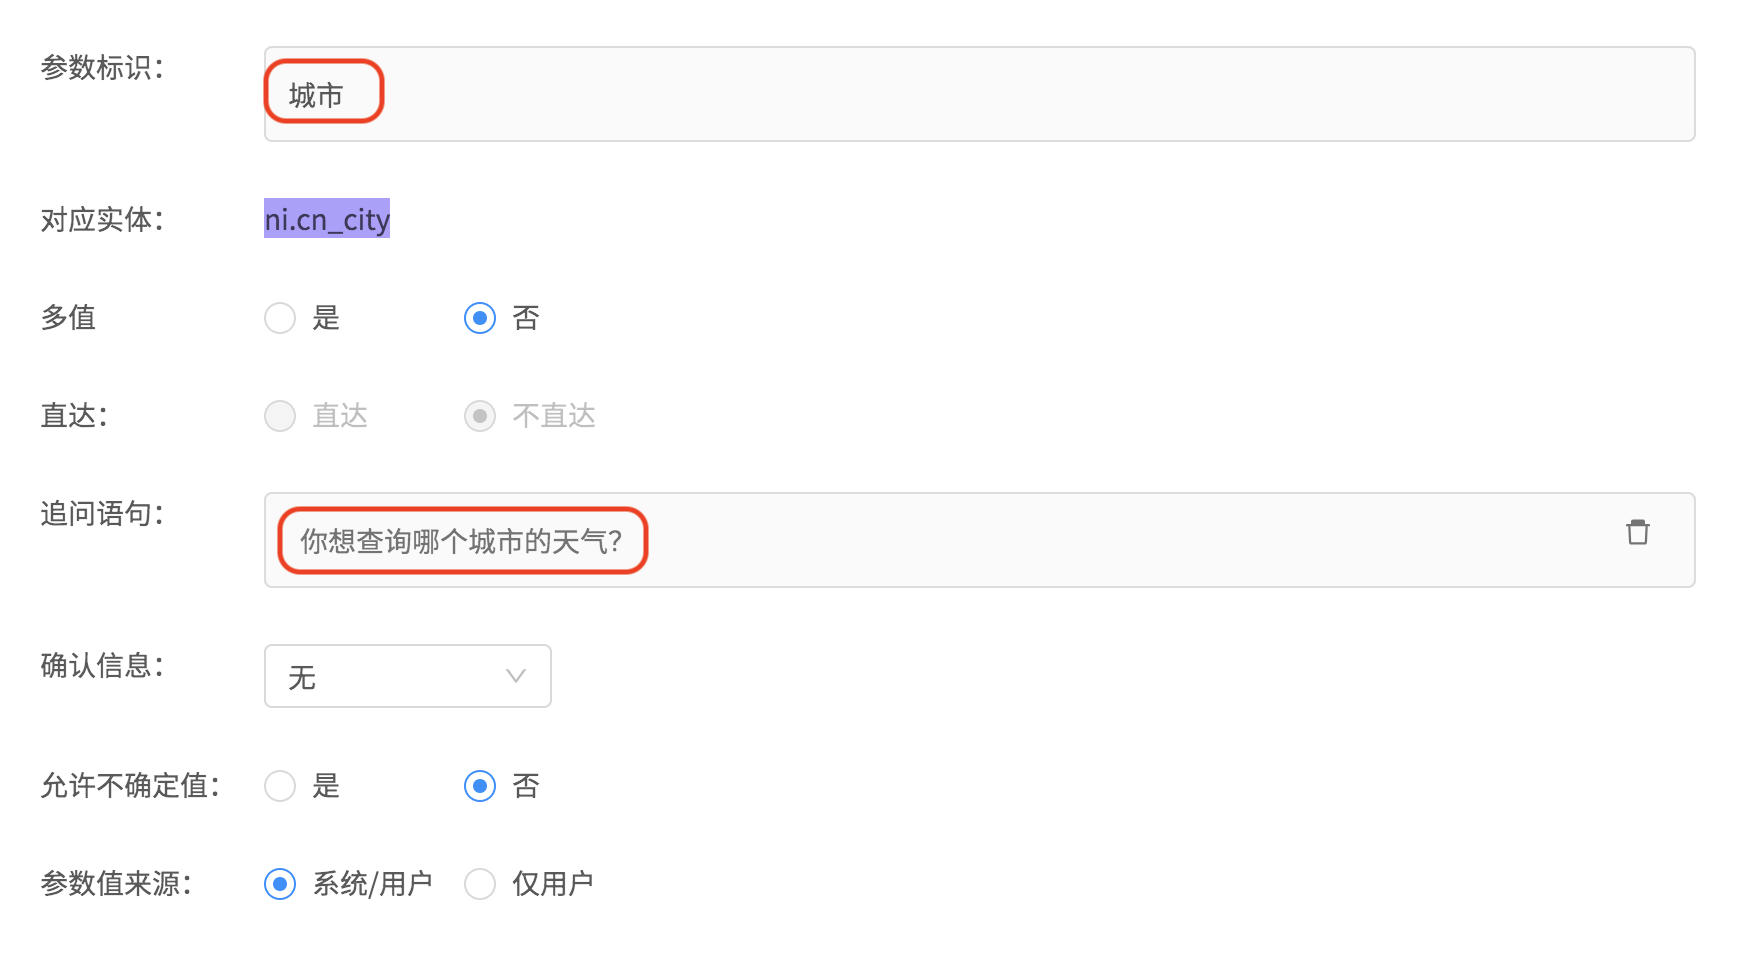 参数标识：
城市
对应实体：
ni.cn_city
多值
是 否
直达：
直达 不直达
追问语句：
你想查询哪个城市的天气？
确认信息：
无
允许不确定值：
是 否
参数值来源：
系统/用户 仅用户